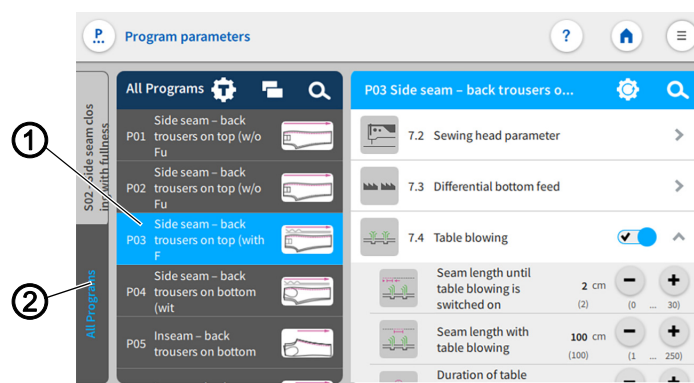 P...
Program parameters
?
1
2
S02 Side seam clos
ing with fullness
All Programs
All Programs
T
P01
Side seam – back
trousers on top (w/o
Fu
P02
Side seam – back
trousers on top (w/o
Fu
P03
Side seam – back
trousers on top (with
F
P04
Side seam – back
trousers on bottom
(wit
P05
Inseam – back
trousers on bottom
P03 Side seam – back trousers o...
7.2 Sewing head parameter
7.3 Differential bottom feed
7.4 Table blowing
Seam length until
table blowing is
switched on
2 cm
(2)
(0 ... 30)
Seam length with
table blowing
100 cm
(100)
(1 ... 250)
Duration of table